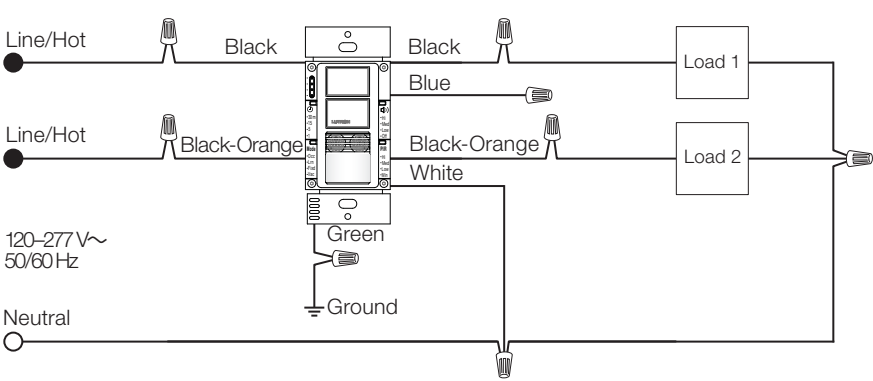 Line/Hot
Black
Black
Load 1
Blue
Line/Hot
Black-Orange
Black-Orange
Load 2
White
120–277 V~
50/60 Hz
Green
Ground
Neutral